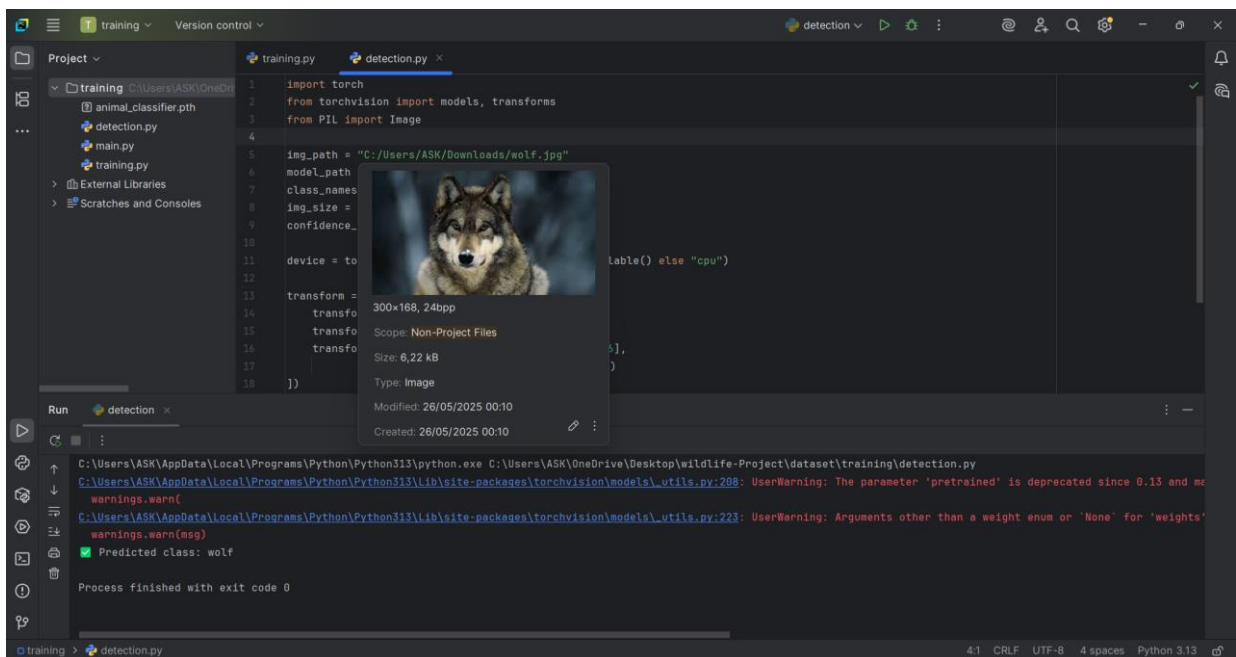 T training Version control detection
Project
training.py detection.py
training C:\Users\ASK\OneDri
animal_classifier.pth
detection.py
main.py
training.py
External Libraries
Scratches and Consoles
1 import torch
2 from torchvision import models, transforms
3 from PIL import Image
4
5 img_path = "C:/Users/ASK/Downloads/wolf.jpg"
6 model_path
7 class_names
8 img_size =
9 confidence_
10
11 device = to lable() else "cpu")
12
13 transform =
14 transfo
15 transfo
16 transfo ],
17 )
18 ])
300×168, 24bpp
Scope: Non-Project Files
Size: 6,22 kB
Type: Image
Modified: 26/05/2025 00:10
Created: 26/05/2025 00:10
Run detection
C:\Users\ASK\AppData\Local\Programs\Python\Python313\python.exe C:\Users\ASK\OneDrive\Desktop\wildlife-Project\dataset\training\detection.py
C:\Users\ASK\AppData\Local\Programs\Python\Python313\Lib\site-packages\torchvision\models\_utils.py:208: UserWarning: The parameter 'pretrained' is deprecated since 0.13 and ma
warnings.warn(
C:\Users\ASK\AppData\Local\Programs\Python\Python313\Lib\site-packages\torchvision\models\_utils.py:223: UserWarning: Arguments other than a weight enum or `None` for 'weights'
warnings.warn(msg)
✅ Predicted class: wolf
Process finished with exit code 0
training > detection.py 4:1 CRLF UTF-8 4 spaces Python 3.13